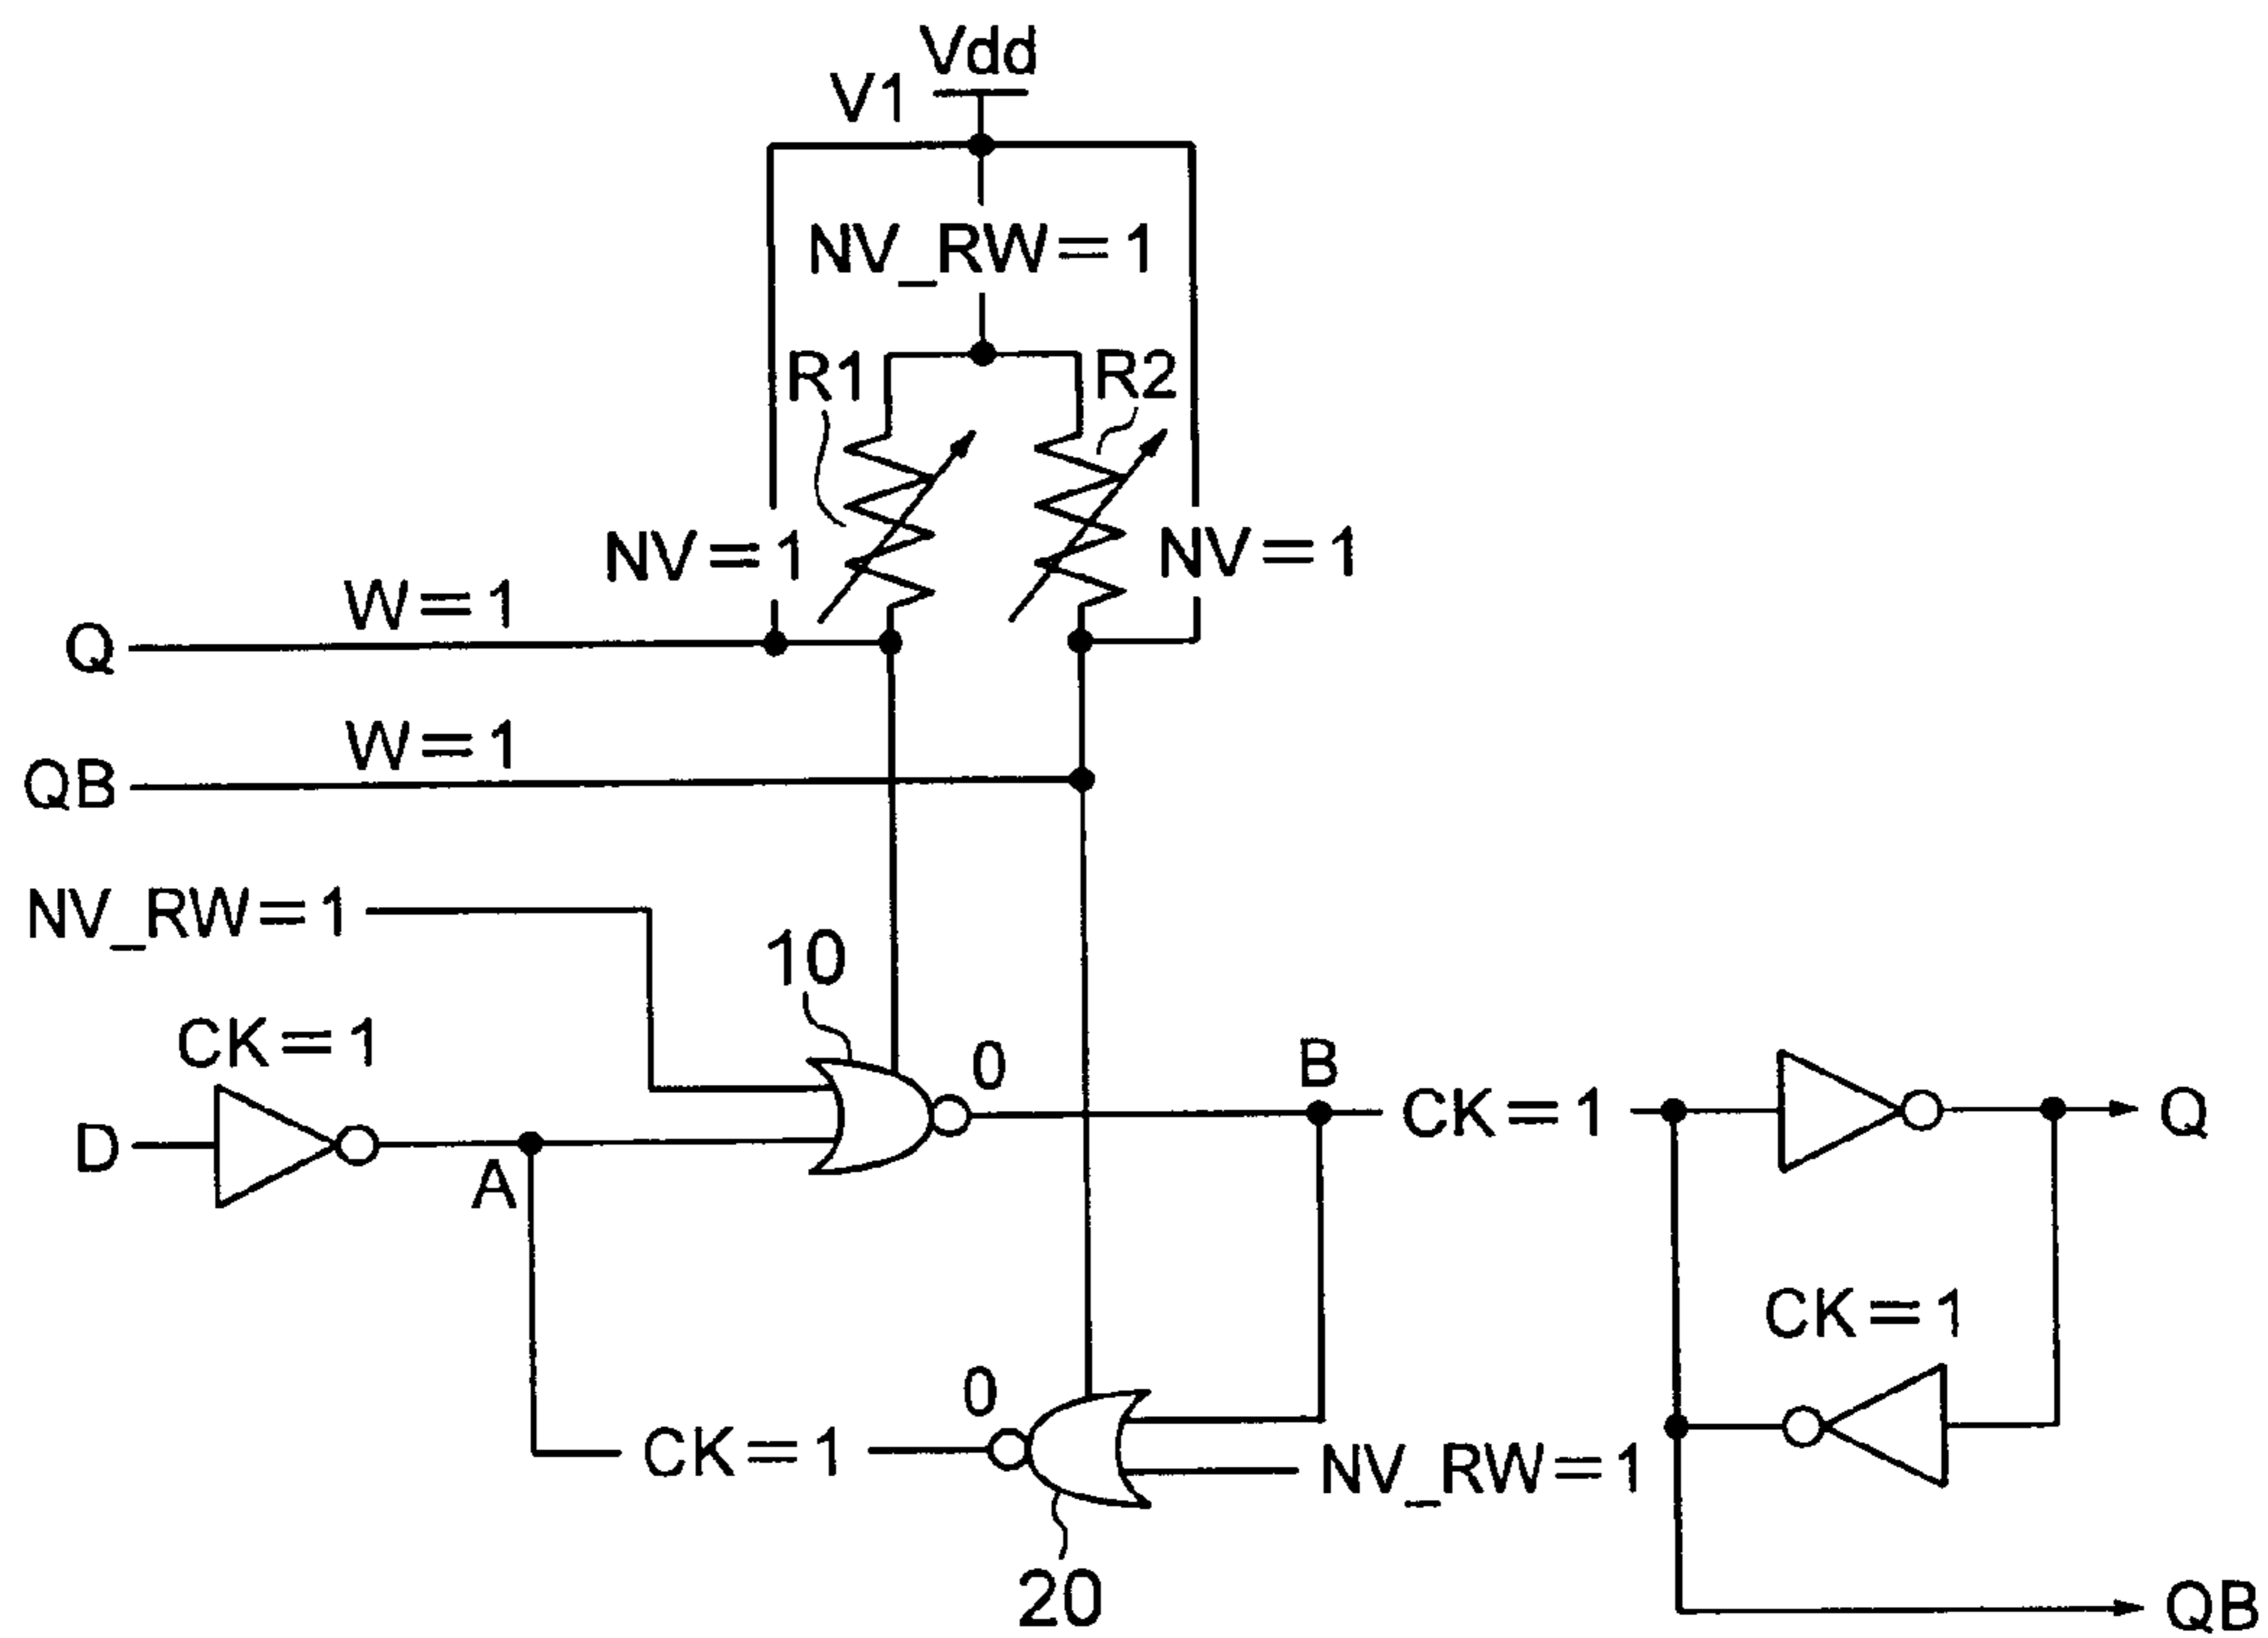 Vdd
V1
NV_RW=1
R1
R2
NV=1
NV=1
W=1
Q
W=1
QB
NV_RW=1
10
CK=1
0
B
CK=1
Q
D
A
CK=1
0
CK=1
NV_RW=1
20
QB